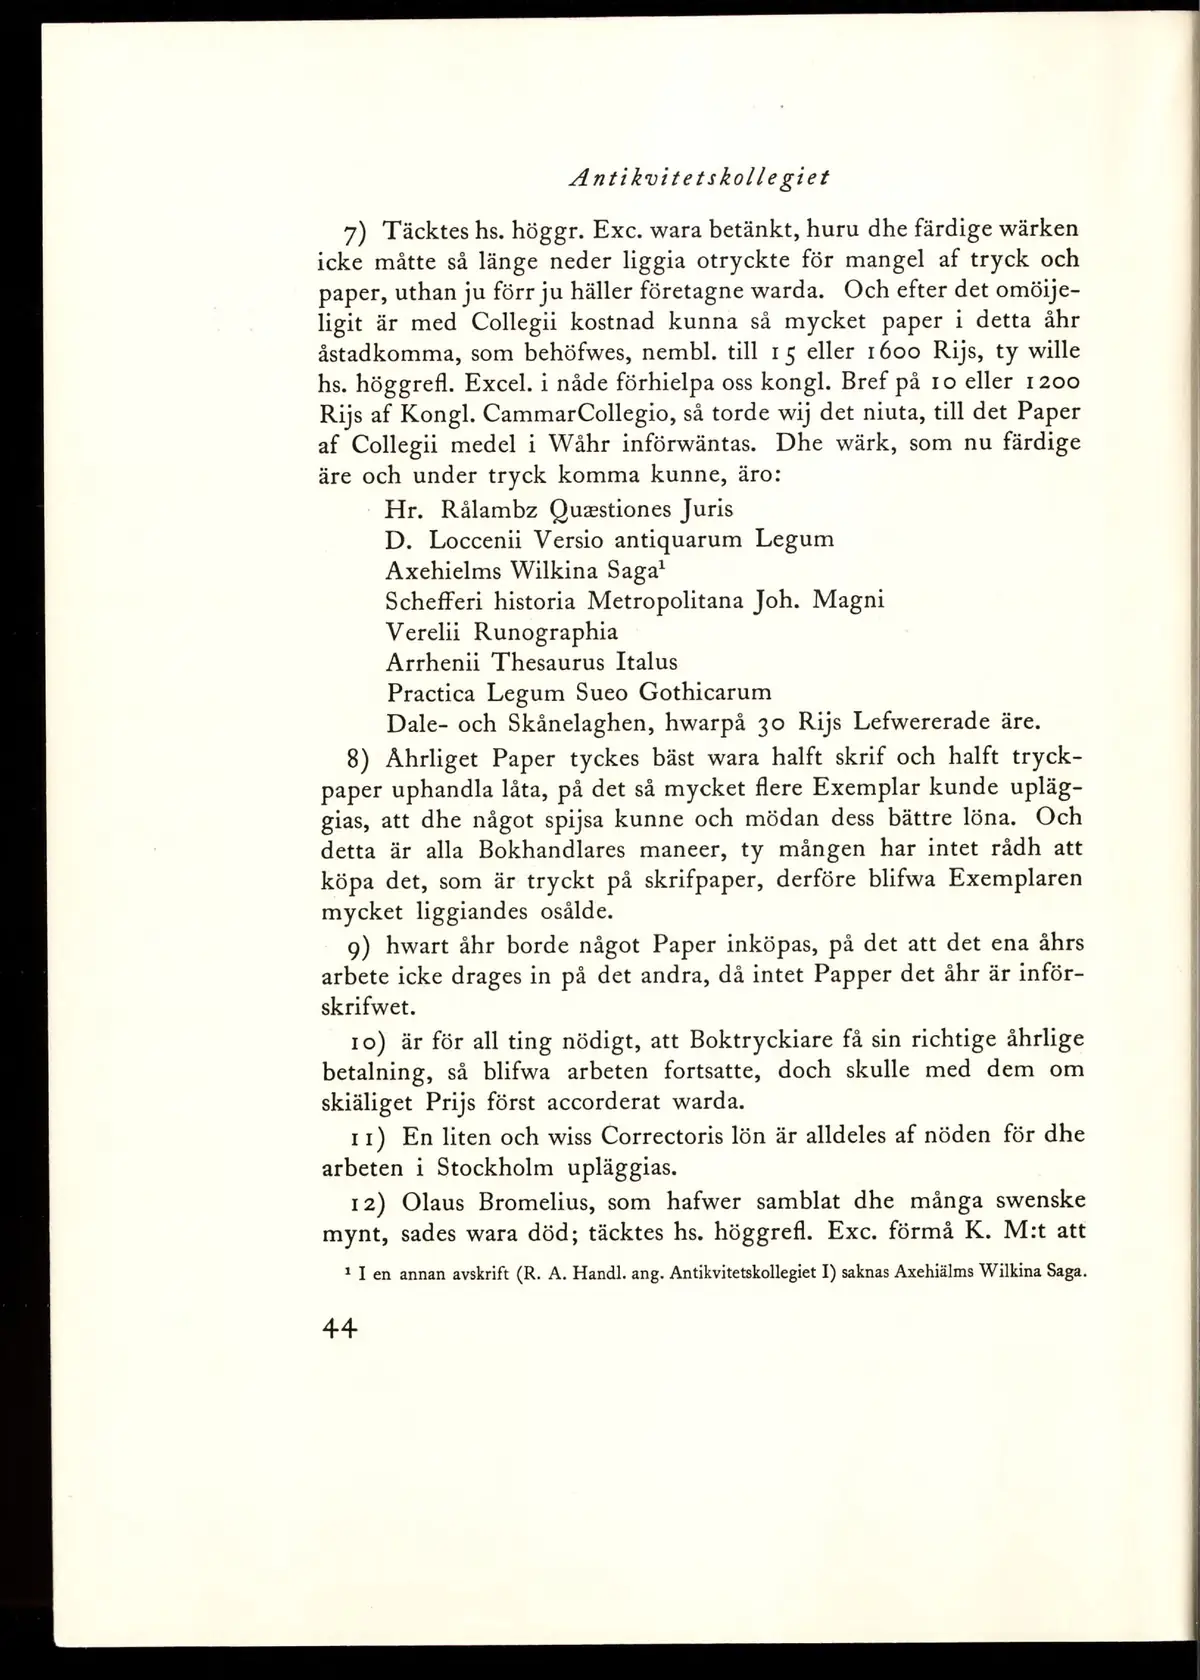 Antikvitetskollegiet
7) Täcktes hs. höggr. Exc. wara betänkt, huru dhe färdige wärken
icke måtte så länge neder liggia otryckte för mangel af tryck och
paper, uthan ju förr ju häller företagne warda. Och efter det omöije-
ligit är med Collegii kostnad kunna så mycket paper i detta åhr
åstadkomma, som behöfwes, nembl. till 15 eller 1600 Rijs, ty wille
hs. höggrefl. Excel. i nåde förhielpa oss kongl. Bref på 10 eller 1200
Rijs af Kongl. CammarCollegio, så torde wij det niuta, till det Paper
af Collegii medel i Wåhr införwäntas. Dhe wärk, som nu färdige
äre och under tryck komma kunne, äro:
Hr. Rålambz Quæstiones Juris
D. Loccenii Versio antiquarum Legum
Axehielms Wilkina Saga¹
Schefferi historia Metropolitana Joh. Magni
Verelii Runographia
Arrhenii Thesaurus Italus
Practica Legum Sueo Gothicarum
Dale- och Skånelaghen, hwarpå 30 Rijs Lefwererade äre.
8) Åhrliget Paper tyckes bäst wara halft skrif och halft tryck-
paper uphandla låta, på det så mycket flere Exemplar kunde upläg-
gias, att dhe något spijsa kunne och mödan dess bättre löna. Och
detta är alla Bokhandlares maneer, ty mången har intet rådh att
köpa det, som är tryckt på skrifpaper, derföre blifwa Exemplaren
mycket liggiandes osålde.
9) hwart åhr borde något Paper inköpas, på det att det ena åhrs
arbete icke drages in på det andra, då intet Papper det åhr är inför-
skrifwet.
10) är för all ting nödigt, att Boktryckiare få sin richtige åhrlige
betalning, så blifwa arbeten fortsatte, doch skulle med dem om
skiäliget Prijs först accorderat warda.
11) En liten och wiss Correctoris lön är alldeles af nöden för dhe
arbeten i Stockholm upläggias.
12) Olaus Bromelius, som hafwer samblat dhe många swenske
mynt, sades wara död; täcktes hs. höggrefl. Exc. förmå K. M:t att
¹ I en annan avskrift (R. A. Handl. ang. Antikvitetskollegiet I) saknas Axehiälms Wilkina Saga.
44